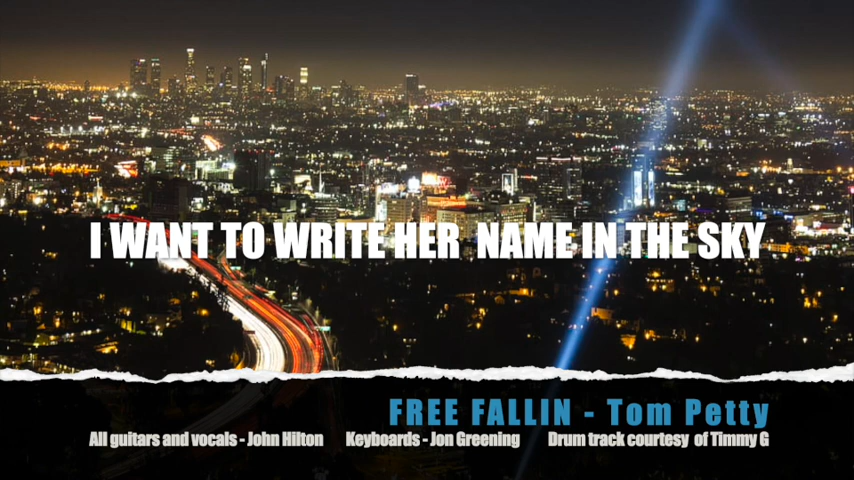 I WANT TO WRITE HER NAME IN THE SKY
FREE FALLIN - Tom Petty
All guitars and vocals - John Hilton Keyboards - Jon Greening Drum track courtesy of Timmy G